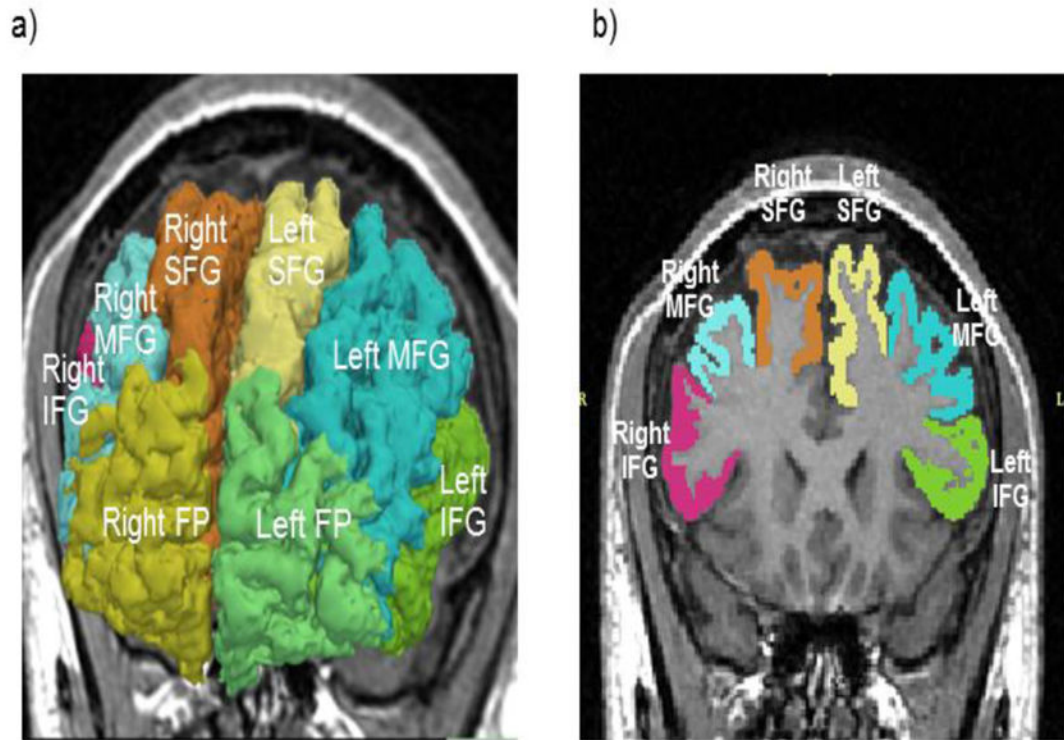 a)
Right
SFG
Left
SFG
Right
MFG
Left MFG
Right
IFG
Right FP
Left FP
Left
IFG
b)
Right
SFG
Left
SFG
Right
MFG
Left
MFG
R
L
Right
IFG
Left
IFG